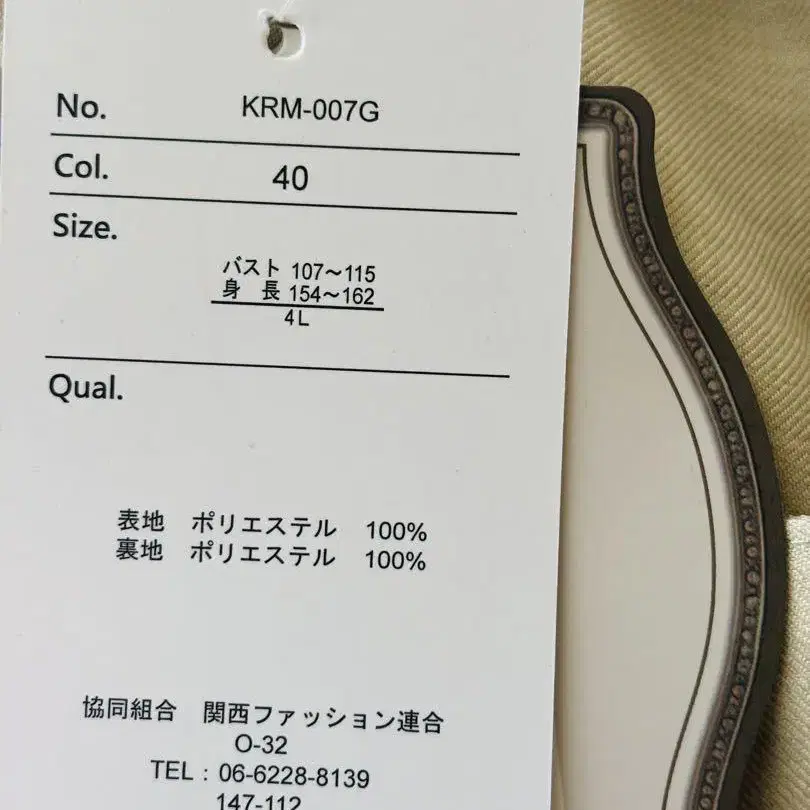 No. KRM-007G
Col. 40
Size.
バスト 107～115
身 長 154～162
4L
Qual.
表地 ポリエステル 100%
裏地 ポリエステル 100%
協同組合 関西ファッション連合
O-32
TEL：06-6228-8139
147-112